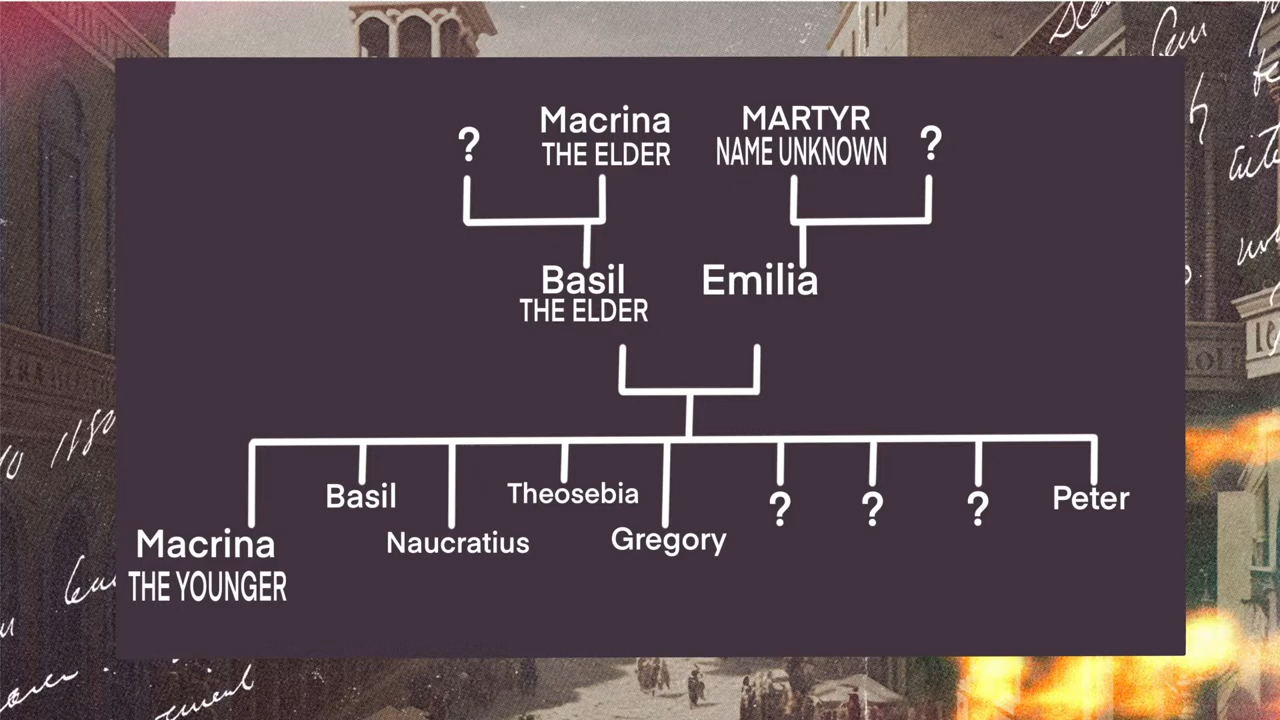 ?
Macrina
THE ELDER
MARTYR
NAME UNKNOWN
?
Basil
THE ELDER
Emilia
Macrina
THE YOUNGER
Basil
Naucratius
Theosebia
Gregory
?
?
?
Peter